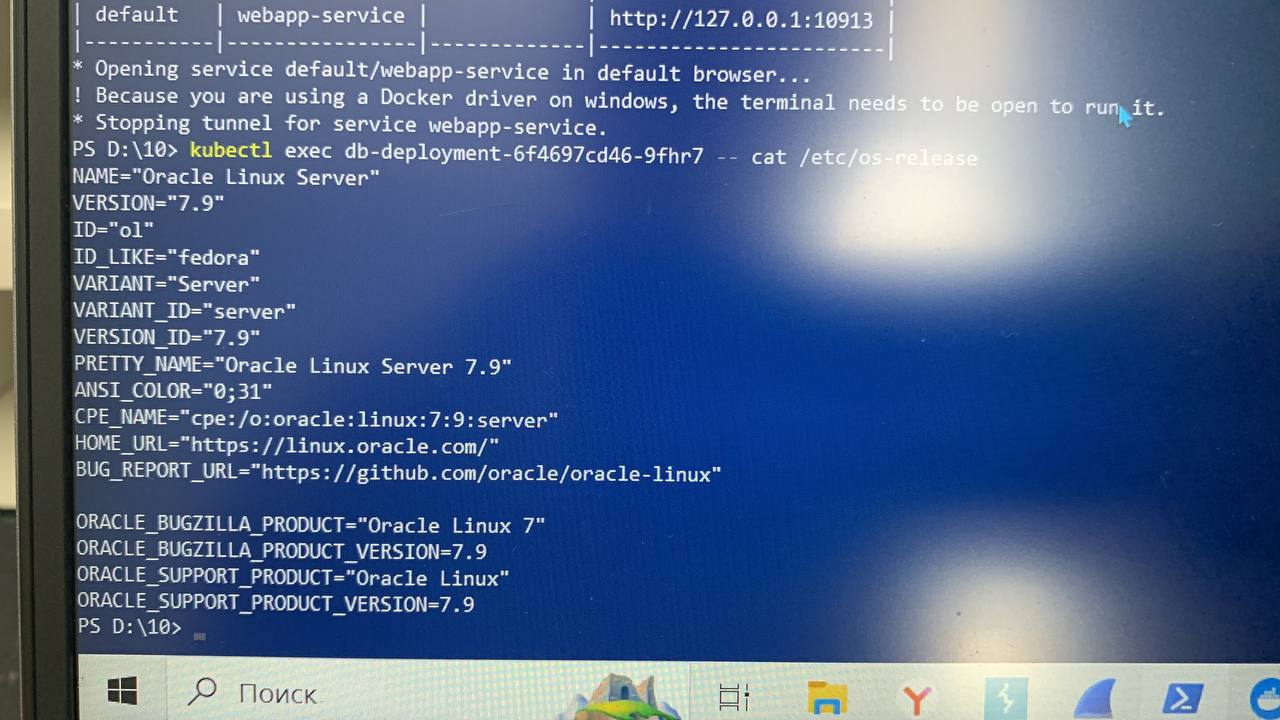 | default | webapp-service | | http://127.0.0.1:10913 |
|-----------|----------------|-------------|------------------------|
* Opening service default/webapp-service in default browser...
! Because you are using a Docker driver on windows, the terminal needs to be open to run it.
* Stopping tunnel for service webapp-service.
PS D:\10> kubectl exec db-deployment-6f4697cd46-9fhr7 -- cat /etc/os-release
NAME="Oracle Linux Server"
VERSION="7.9"
ID="ol"
ID_LIKE="fedora"
VARIANT="Server"
VARIANT_ID="server"
VERSION_ID="7.9"
PRETTY_NAME="Oracle Linux Server 7.9"
ANSI_COLOR="0;31"
CPE_NAME="cpe:/o:oracle:linux:7:9:server"
HOME_URL="https://linux.oracle.com/"
BUG_REPORT_URL="https://github.com/oracle/oracle-linux"
ORACLE_BUGZILLA_PRODUCT="Oracle Linux 7"
ORACLE_BUGZILLA_PRODUCT_VERSION=7.9
ORACLE_SUPPORT_PRODUCT="Oracle Linux"
ORACLE_SUPPORT_PRODUCT_VERSION=7.9
PS D:\10>
Поиск